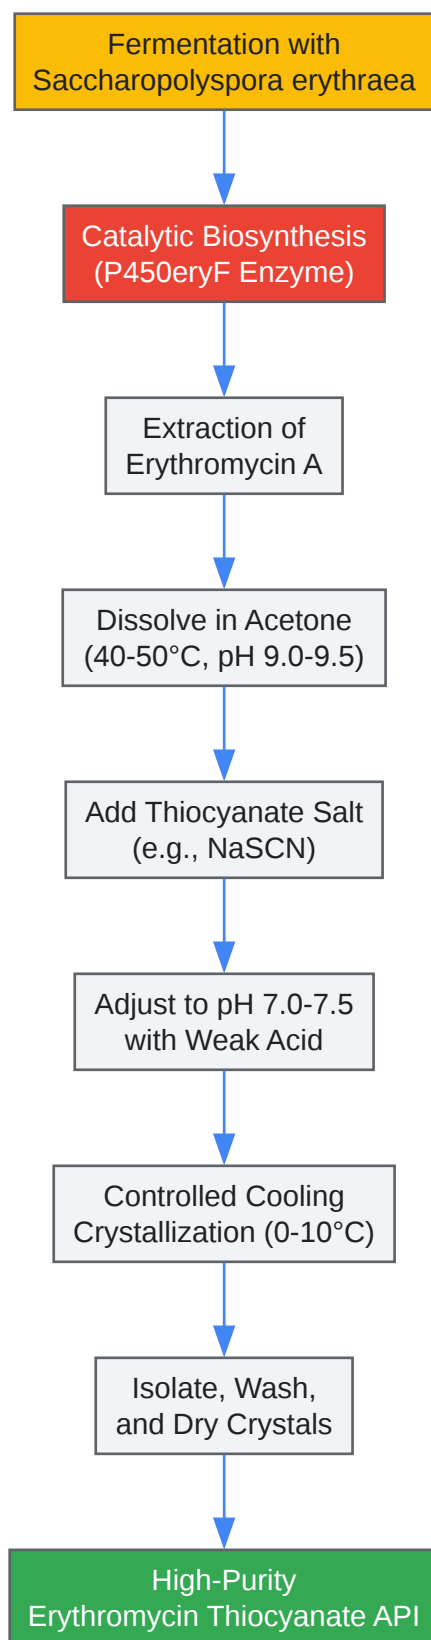 Fermentation with
Saccharopolyspora erythraea
Catalytic Biosynthesis
(P450eryF Enzyme)
Extraction of
Erythromycin A
Dissolve in Acetone
(40-50°C, pH 9.0-9.5)
Add Thiocyanate Salt
(e.g., NaSCN)
Adjust to pH 7.0-7.5
with Weak Acid
Controlled Cooling
Crystallization (0-10°C)
Isolate, Wash,
and Dry Crystals
High-Purity
Erythromycin Thiocyanate API